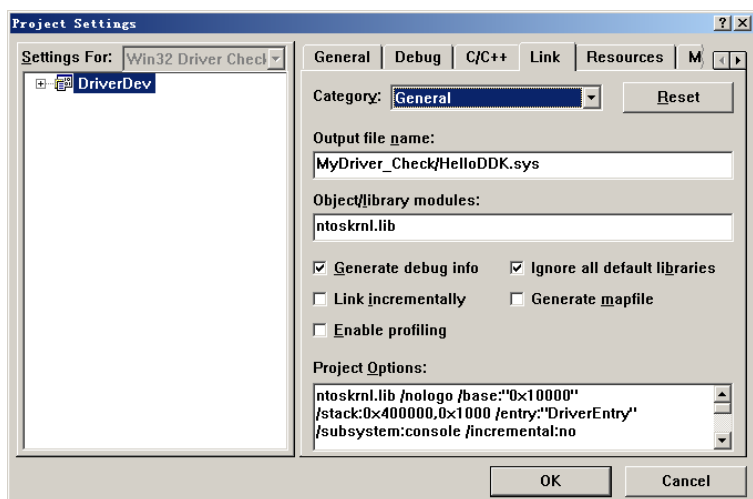 Project Settings
Settings For: Win32 Driver Check
DriverDev
General Debug C/C++ Link Resources M
Category: General Reset
Output file name:
MyDriver_Check/HelloDDK.sys
Object/library modules:
ntoskrnl.lib
Generate debug info Ignore all default libraries
Link incrementally Generate mapfile
Enable profiling
Project Options:
ntoskrnl.lib /nologo /base:"0x10000"
/stack:0x400000,0x1000 /entry:"DriverEntry"
/subsystem:console /incremental:no
OK Cancel